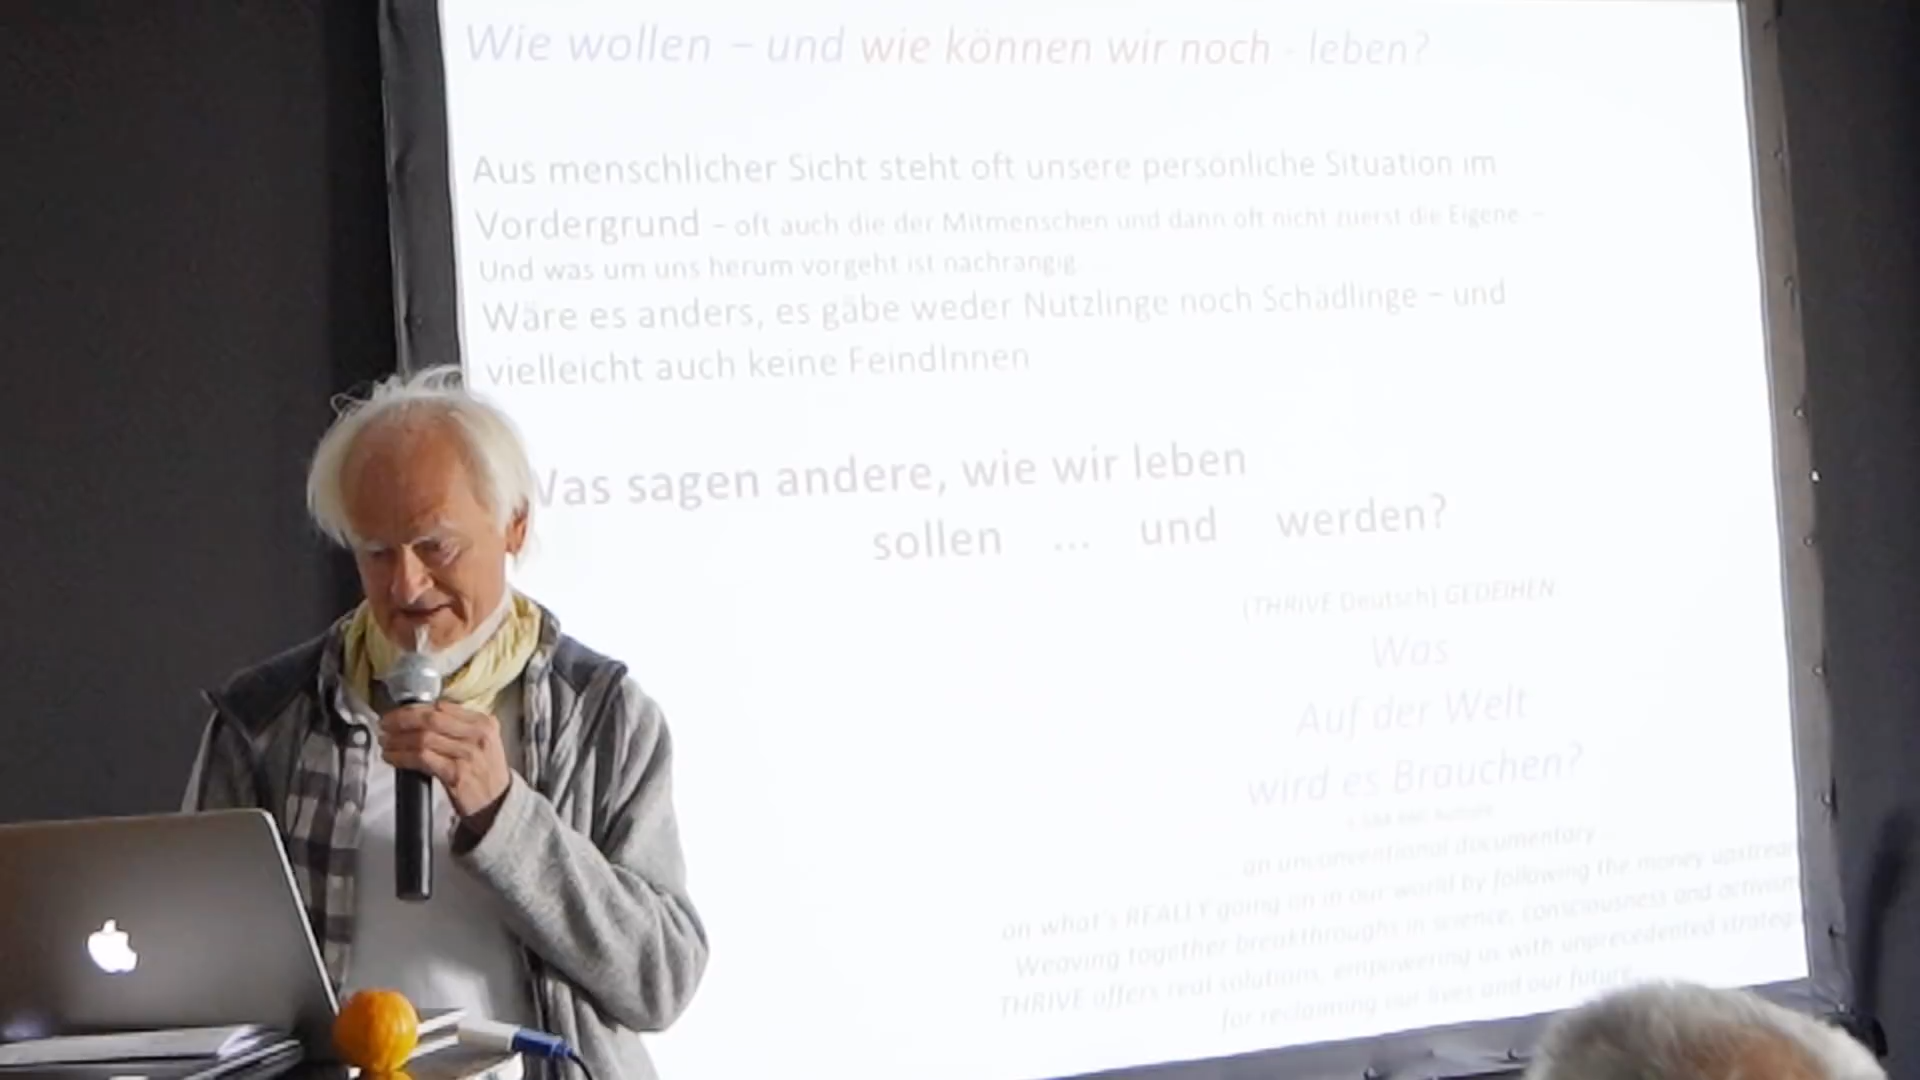 Wie wollen – und wie können wir noch - leben?
Aus menschlicher Sicht steht oft unsere persönliche Situation im
Vordergrund – oft auch die der Mitmenschen und dann oft nicht zuerst die Eigene –
Und was um uns herum vorgeht ist nachrangig ...
Wäre es anders, es gäbe weder Nützlinge noch Schädlinge – und
vielleicht auch keine FeindInnen
Was sagen andere, wie wir leben
sollen ... und werden?
(THRIVE Deutsch) GEDEIHEN
Was
Auf der Welt
wird es Brauchen?
an unconventional documentary
on what's REALLY going on in our world by following the money upstream
Weaving together breakthroughs in science, consciousness and activism
THRIVE offers real solutions, empowering us with unprecedented strateg
for reclaiming our lives and our future